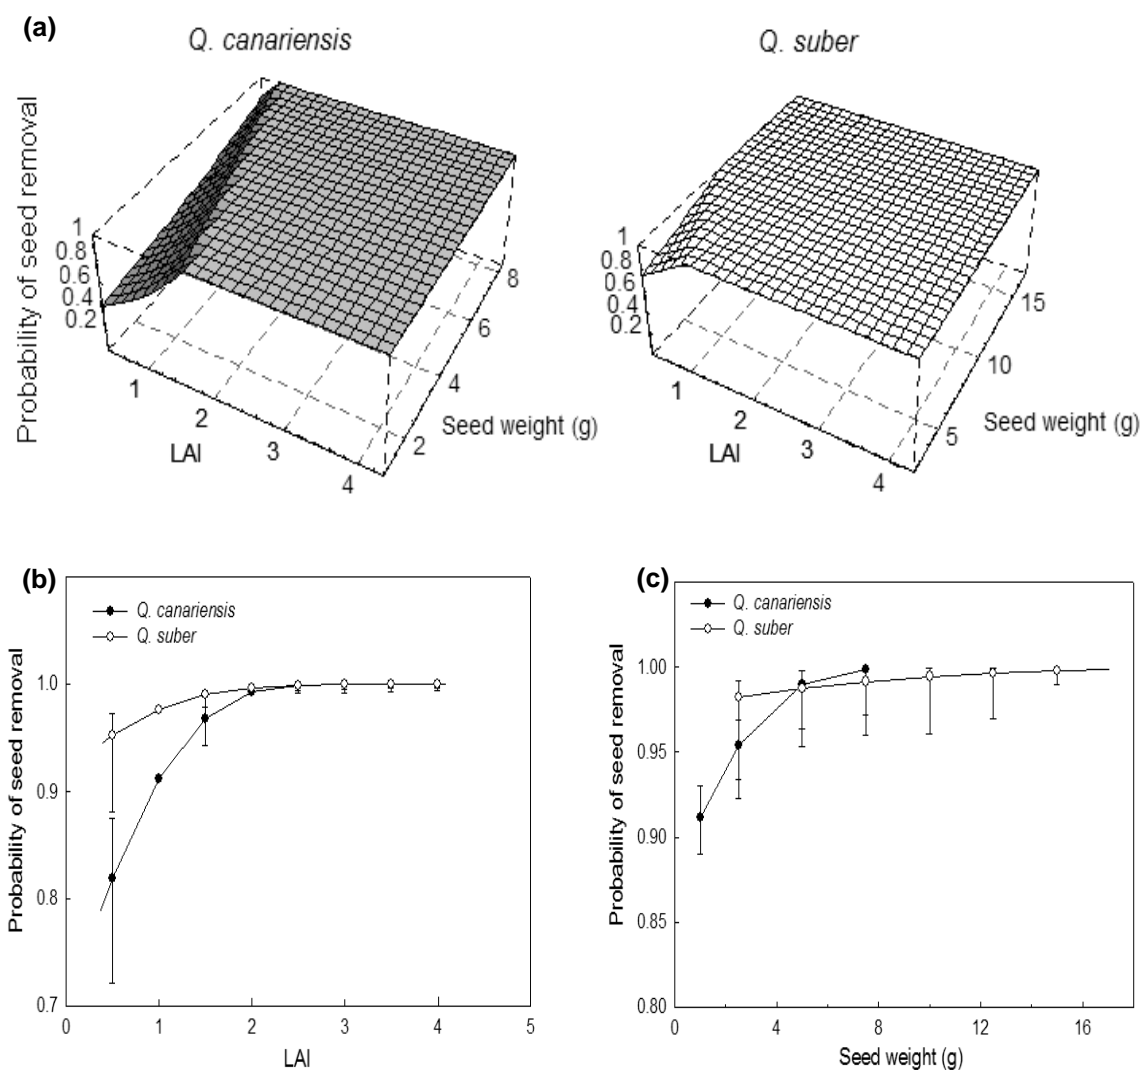 (a)
Q. canariensis
Q. suber
Probability of seed removal
1
0.8
0.6
0.4
0.2
1
2
3
4
LAI
2
4
6
8
Seed weight (g)
1
0.8
0.6
0.4
0.2
1
2
3
4
LAI
5
10
15
Seed weight (g)
(b)
Q. canariensis
Q. suber
Probability of seed removal
1.0
0.9
0.8
0.7
0
1
2
3
4
5
LAI
(c)
Q. canariensis
Q. suber
Probability of seed removal
1.00
0.95
0.90
0.85
0.80
0
4
8
12
16
Seed weight (g)